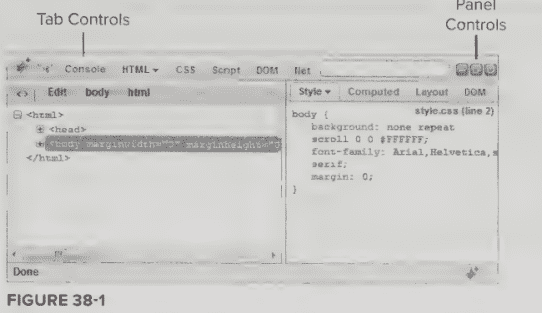 Tab Controls
Panel
Controls
Console HTML CSS Script DOM Net
Edit body html
<html>
<head>
<body marginwidth="0" marginheight="0
</html>
Style Computed Layout DOM
body { style.css (line 2)
background: none repeat
scroll 0 0 #FFFFFF;
font-family: Arial,Helvetica,s
serif;
margin: 0;
}
Done
FIGURE 38-1